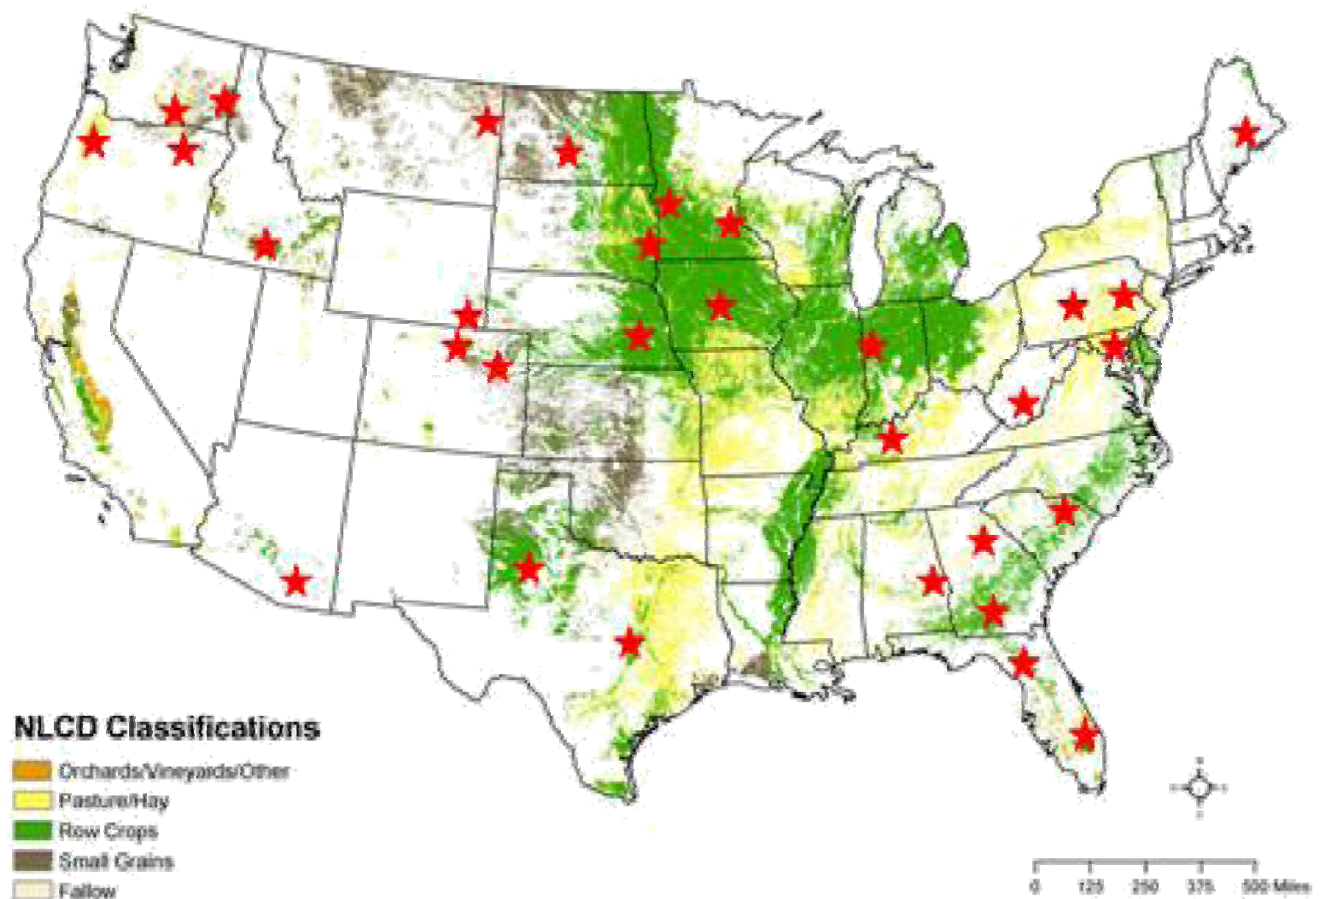 NLCD Classifications
Orchards/Vineyards/Other
Pasture/Hay
Row Crops
Small Grains
Fallow
0 125 250 375 500 Miles